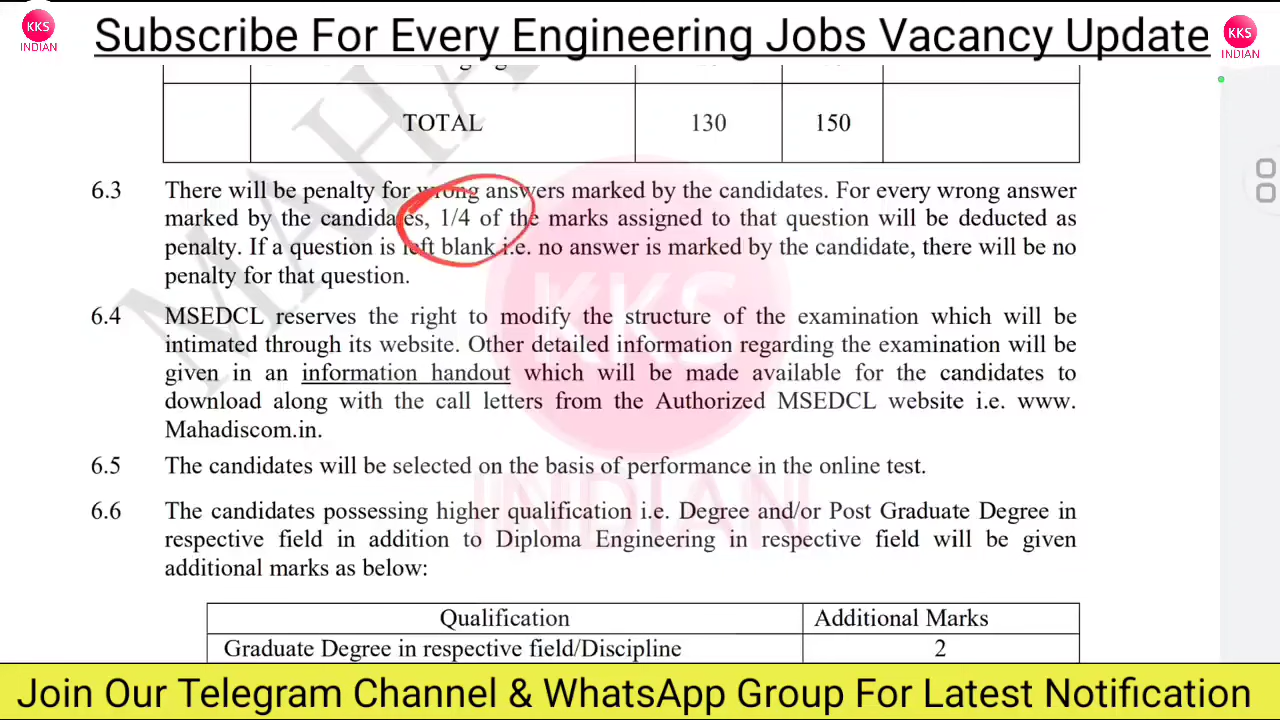 KKS
INDIAN
Subscribe For Every Engineering Jobs Vacancy Update
KKS
INDIAN
TOTAL 130 150
6.3 There will be penalty for wrong answers marked by the candidates. For every wrong answer
marked by the candidates, 1/4 of the marks assigned to that question will be deducted as
penalty. If a question is left blank i.e. no answer is marked by the candidate, there will be no
penalty for that question.
6.4 MSEDCL reserves the right to modify the structure of the examination which will be
intimated through its website. Other detailed information regarding the examination will be
given in an information handout which will be made available for the candidates to
download along with the call letters from the Authorized MSEDCL website i.e. www.
Mahadiscom.in.
6.5 The candidates will be selected on the basis of performance in the online test.
6.6 The candidates possessing higher qualification i.e. Degree and/or Post Graduate Degree in
respective field in addition to Diploma Engineering in respective field will be given
additional marks as below:
Qualification Additional Marks
Graduate Degree in respective field/Discipline 2
KKS
INDIAN
MAHA
Join Our Telegram Channel & WhatsApp Group For Latest Notification